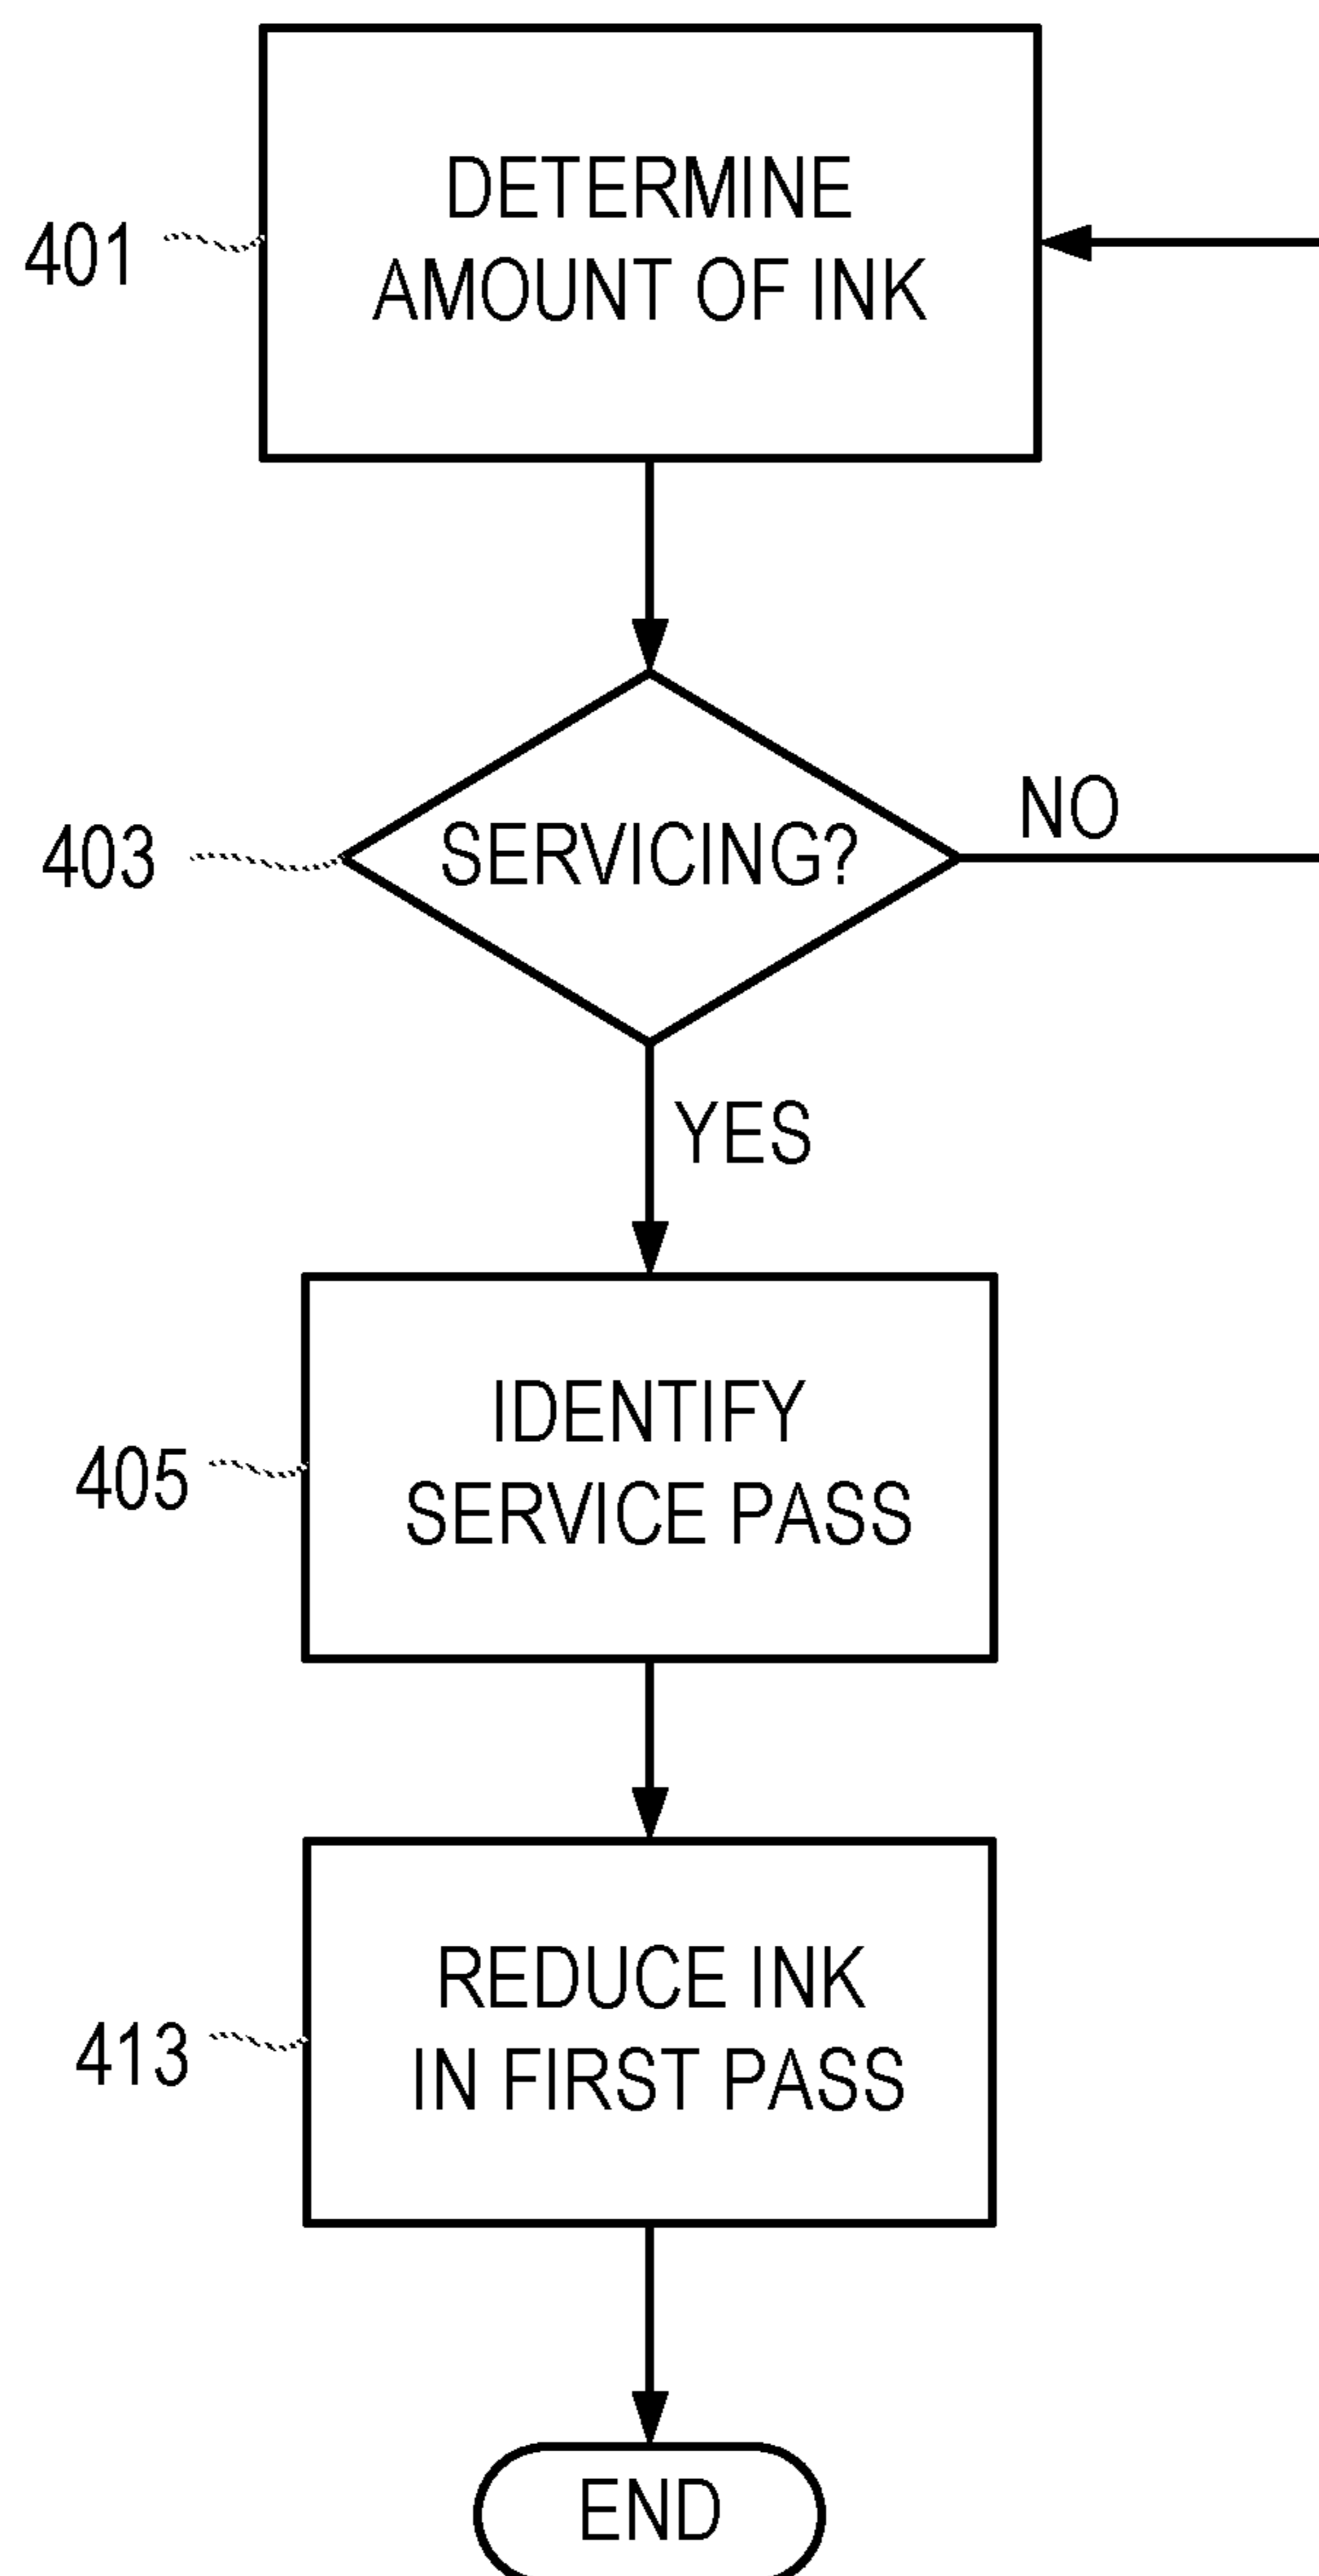 DETERMINE
AMOUNT OF INK
401
SERVICING?
403
NO
YES
IDENTIFY
SERVICE PASS
405
REDUCE INK
IN FIRST PASS
413
END